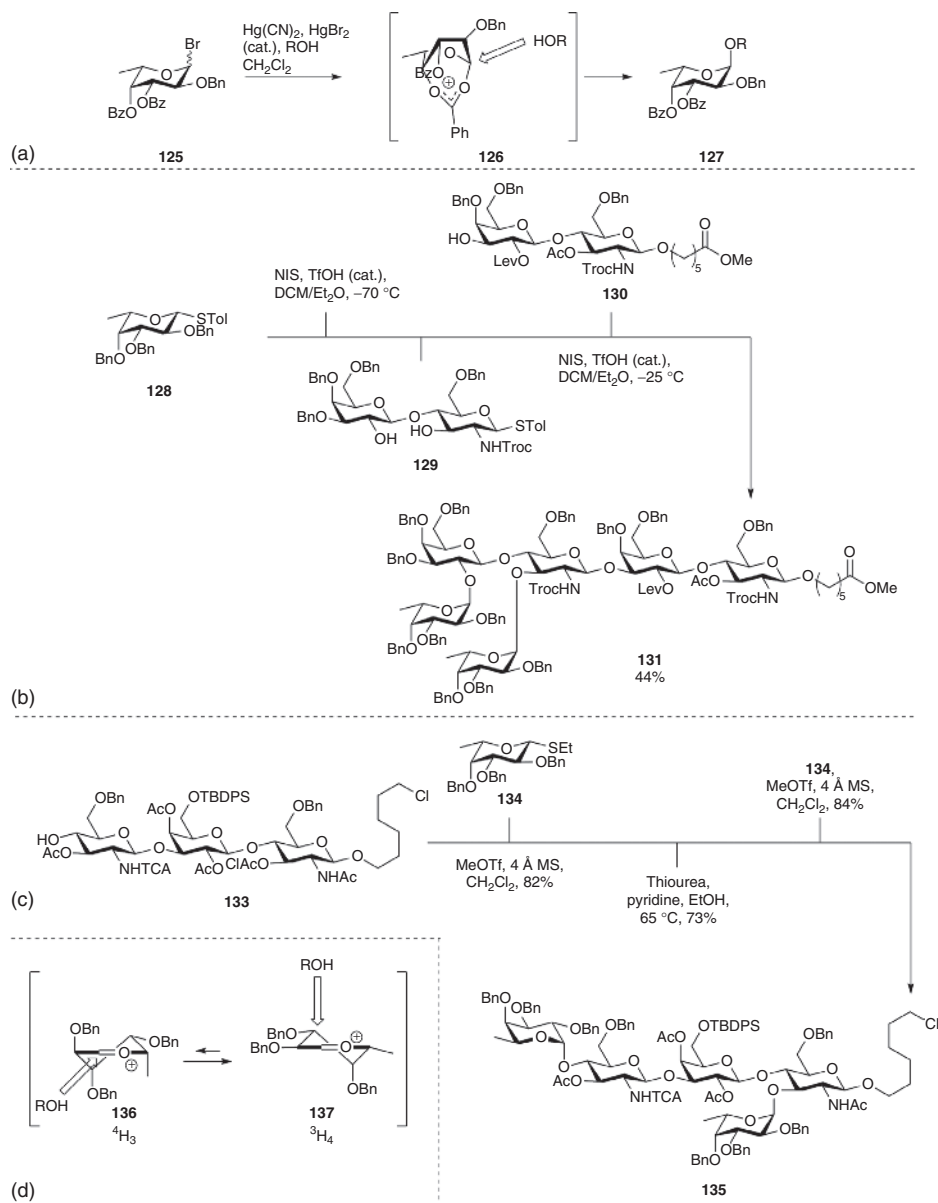 Br
O
OBn
OBz
BzO
125
Hg(CN)2, HgBr2
(cat.), ROH
CH2Cl2
OBn
O
BzO
O
O
⊕
Ph
126
HOR
OR
O
OBn
OBz
BzO
127
(a)
OBn
BnO
O
HO
LevO
O
OBn
O
AcO
TrocHN
O
5
O
OMe
130
NIS, TfOH (cat.),
DCM/Et2O, –70 °C
O
STol
OBn
OBn
BnO
128
NIS, TfOH (cat.),
DCM/Et2O, –25 °C
OBn
BnO
O
BnO
OH
O
OBn
O
HO
STol
NHTroc
129
BnO
OBn
O
BnO
O
O
OBn
O
O
TrocHN
O
BnO
OBn
O
LevO
O
OBn
O
AcO
TrocHN
O
5
O
OMe
O
OBn
OBn
BnO
O
OBn
OBn
BnO
131
44%
(b)
OBn
HO
O
AcO
NHTCA
O
AcO
OTBDPS
O
AcO
O
OBn
O
ClAcO
NHAc
O
Cl
133
O
SEt
OBn
OBn
BnO
134
MeOTf, 4 Å MS,
CH2Cl2, 82%
Thiourea,
pyridine, EtOH,
65 °C, 73%
134,
MeOTf, 4 Å MS,
CH2Cl2, 84%
(c)
OBn
OBn
O
⊕
OBn
ROH
136
4H3
ROH
BnO
BnO
O
⊕
OBn
137
3H4
(d)
BnO
OBn
OBn
O
O
OBn
O
AcO
NHTCA
O
AcO
OTBDPS
O
AcO
O
OBn
O
O
NHAc
O
Cl
O
OBn
OBn
BnO
135